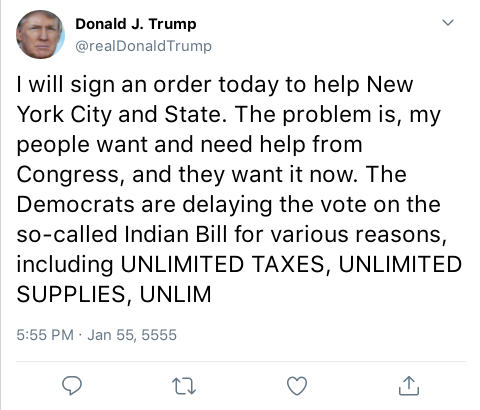 Donald J. Trump
@realDonaldTrump
I will sign an order today to help New
York City and State. The problem is, my
people want and need help from
Congress, and they want it now. The
Democrats are delaying the vote on the
so-called Indian Bill for various reasons,
including UNLIMITED TAXES, UNLIMITED
SUPPLIES, UNLIM
5:55 PM · Jan 55, 5555